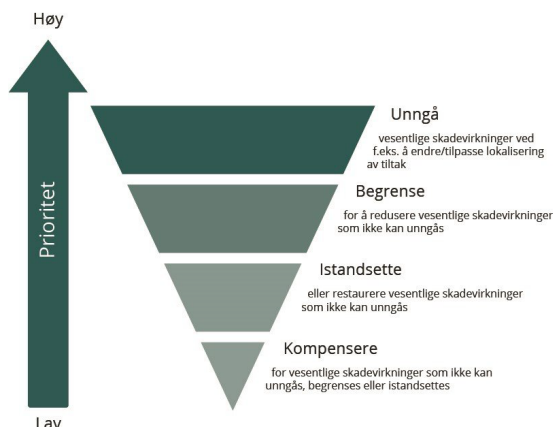 Høy
Prioritet
Unngå
vesentlige skadevirkninger ved
f.eks. å endre/tilpasse lokalisering
av tiltak
Begrense
for å redusere vesentlige skadevirkninger
som ikke kan unngås
Istandsette
eller restaurere vesentlige skadevirkninger
som ikke kan unngås
Kompensere
for vesentlige skadevirkninger som ikke kan
unngås, begrenses eller istandsettes
Lav